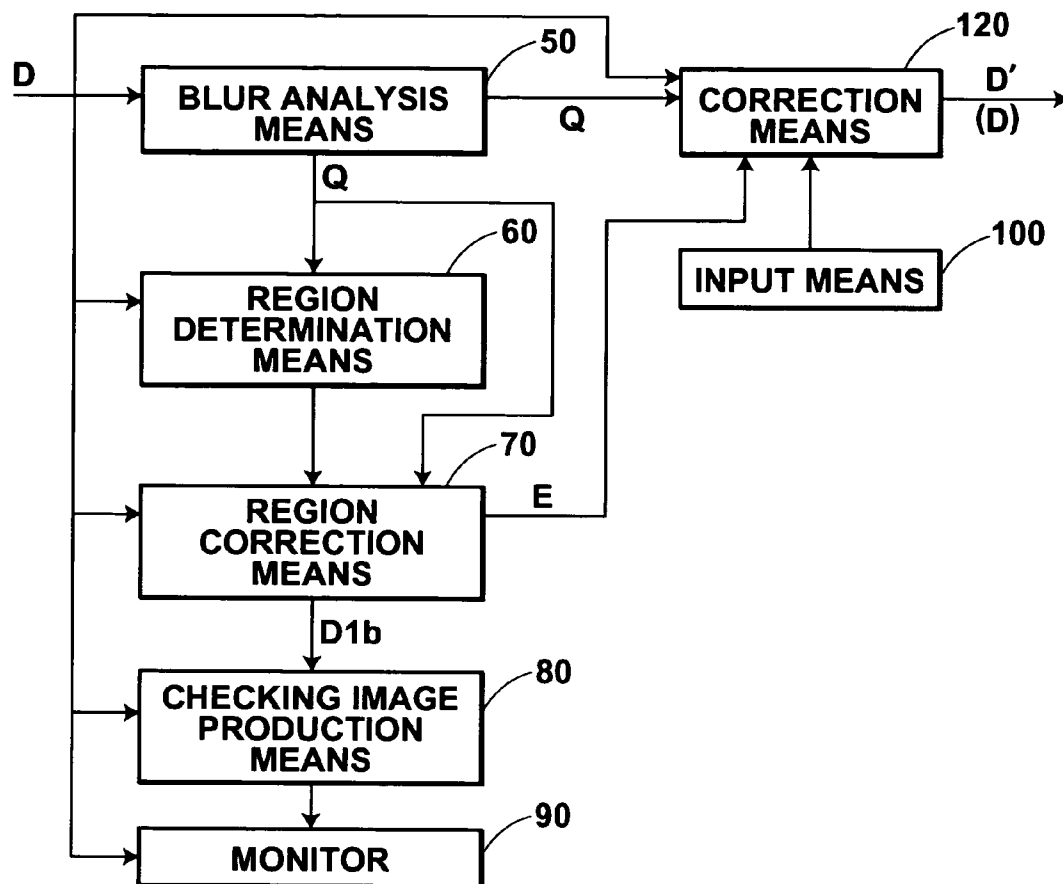 50
120
D
BLUR ANALYSIS
MEANS
Q
CORRECTION
MEANS
D'
(D)
Q
60
100
REGION
DETERMINATION
MEANS
INPUT MEANS
70
REGION
CORRECTION
MEANS
E
D1b
80
CHECKING IMAGE
PRODUCTION
MEANS
90
MONITOR